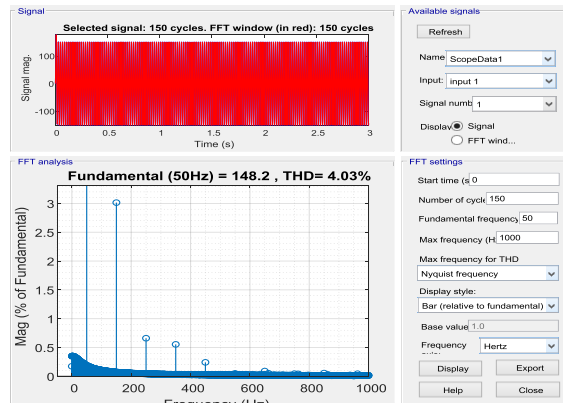 Signal
Selected signal: 150 cycles. FFT window (in red): 150 cycles
Signal mag.
100
0
-100
0 0.5 1 1.5 2 2.5 3
Time (s)
Available signals
Refresh
Name ScopeData1
Input: input 1
Signal numb 1
Display Signal
FFT wind...
FFT analysis
Fundamental (50Hz) = 148.2 , THD= 4.03%
Mag (% of Fundamental)
3
2.5
2
1.5
1
0.5
0
0 200 400 600 800 1000
Frequency (Hz)
FFT settings
Start time (s 0
Number of cycle 150
Fundamental frequency 50
Max frequency (H 1000
Max frequency for THD
Nyquist frequency
Display style:
Bar (relative to fundamental)
Base value 1.0
Frequency Hertz
Display Export
Help Close